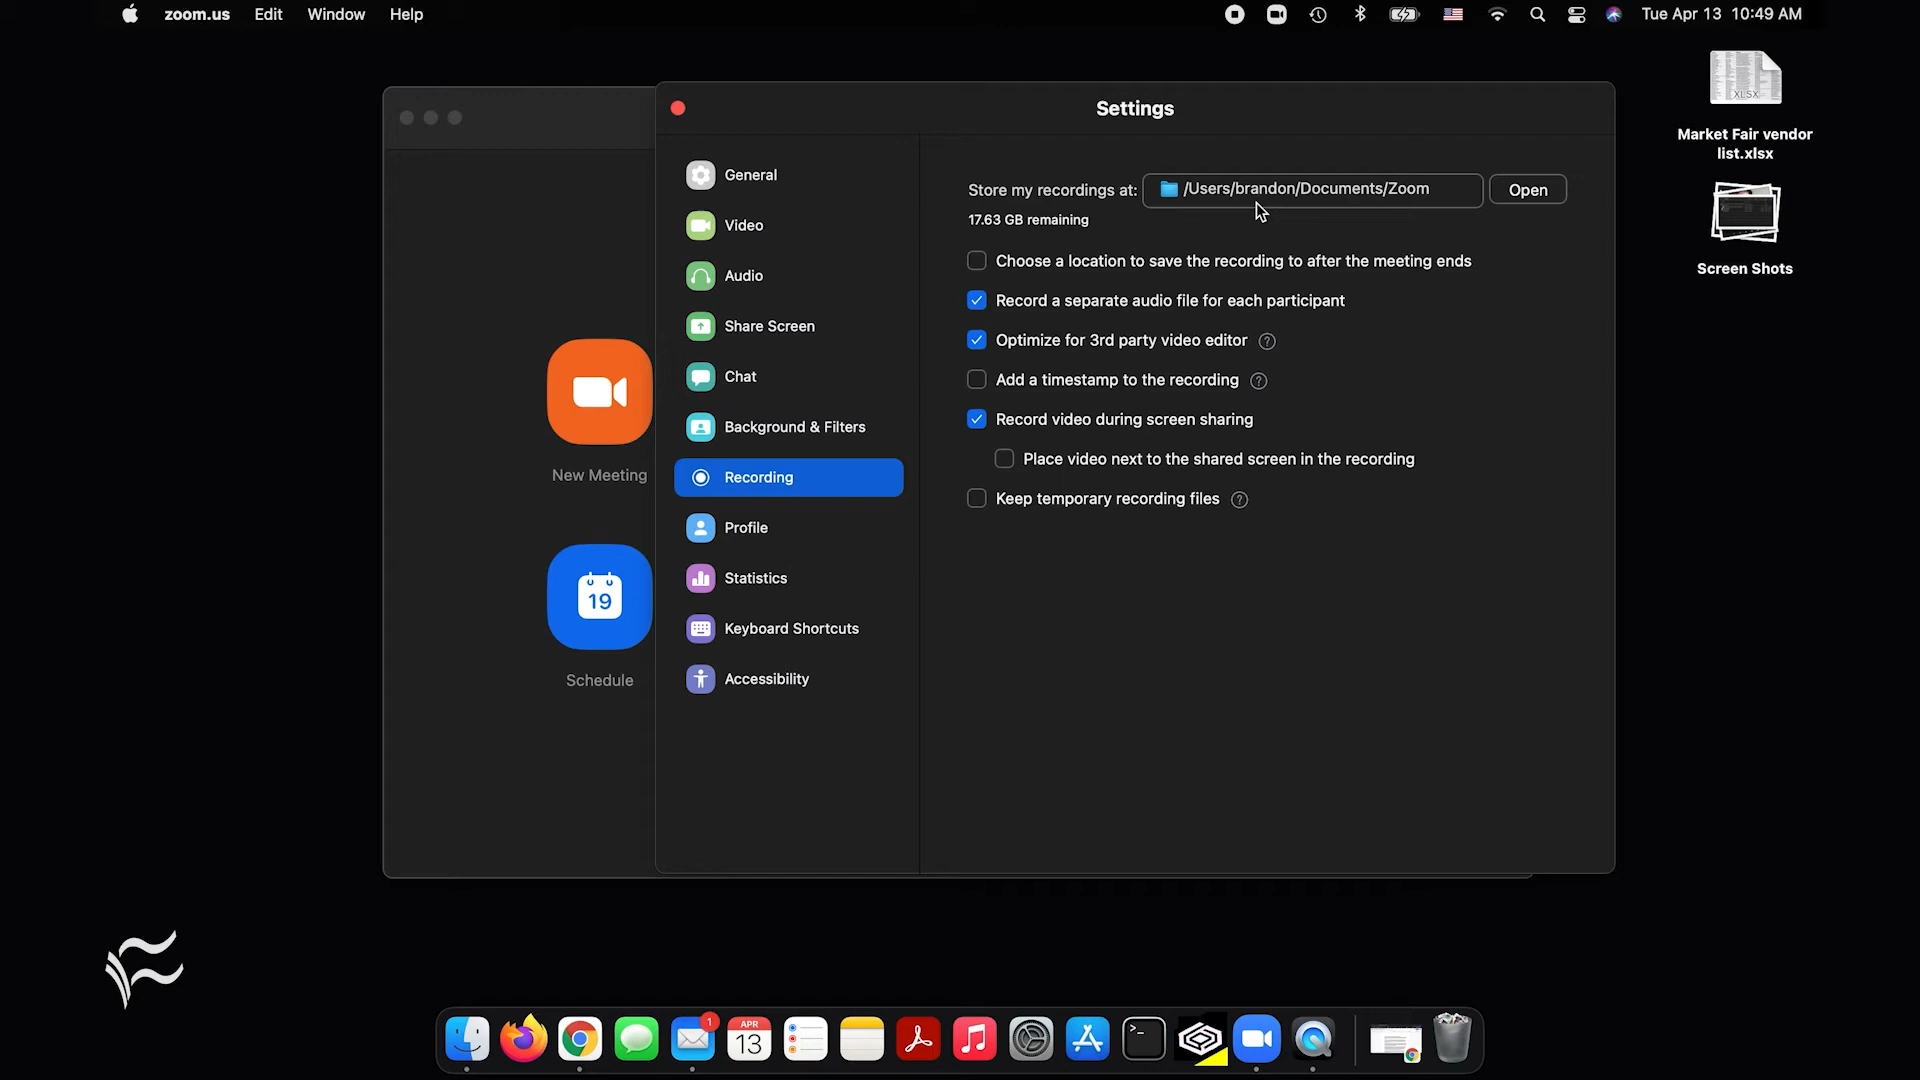 zoom.us Edit Window Help
Tue Apr 13 10:49 AM
Settings
General
Video
Audio
Share Screen
Chat
Background & Filters
Recording
Profile
Statistics
Keyboard Shortcuts
Accessibility
Store my recordings at: /Users/brandon/Documents/Zoom Open
17.63 GB remaining
Choose a location to save the recording to after the meeting ends
Record a separate audio file for each participant
Optimize for 3rd party video editor ?
Add a timestamp to the recording ?
Record video during screen sharing
Place video next to the shared screen in the recording
Keep temporary recording files ?
New Meeting
19
Schedule
XLSX
Market Fair vendor
list.xlsx
Screen Shots
1
APR
13